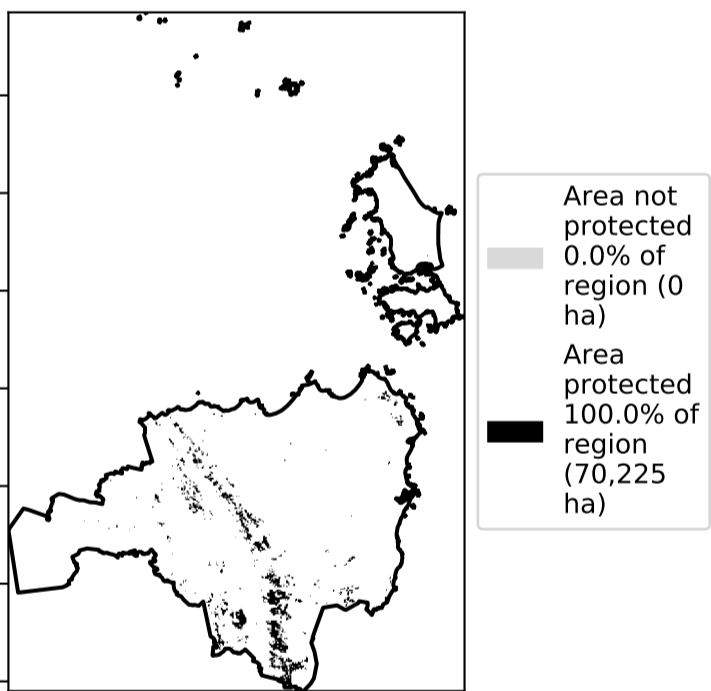 Area not
protected
0.0% of
region (0
ha)
Area
protected
100.0% of
region
(70,225
ha)